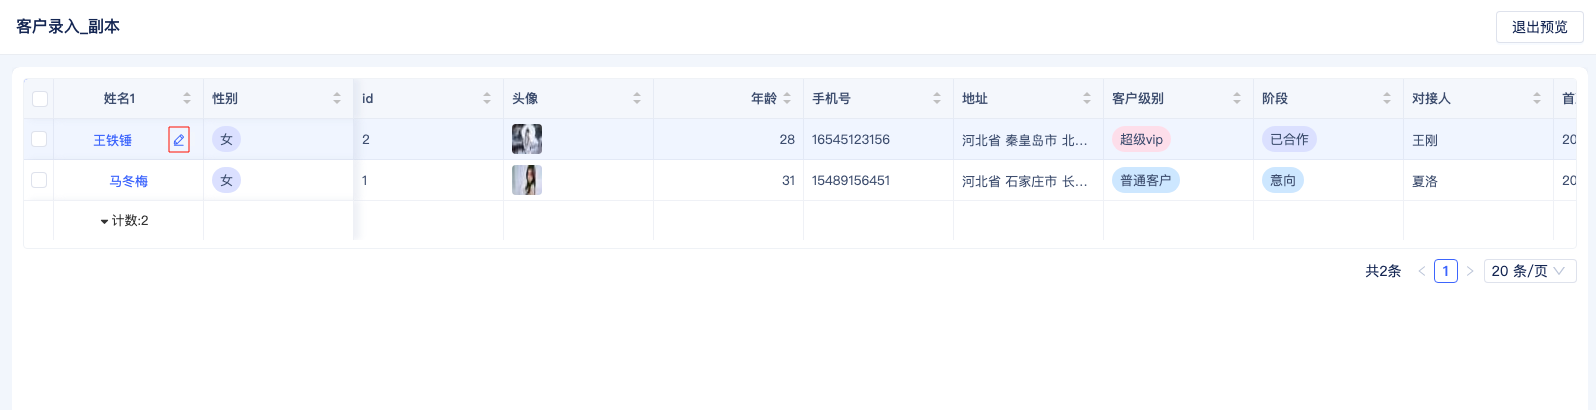 客户录入_副本
退出预览
姓名1 性别 id 头像 年龄 手机号 地址 客户级别 阶段 对接人 首
王铁锤 女 2 28 16545123156 河北省 秦皇岛市 北... 超级vip 已合作 王刚 20
马冬梅 女 1 31 15489156451 河北省 石家庄市 长... 普通客户 意向 夏洛 20
计数:2
共2条 1 20 条/页